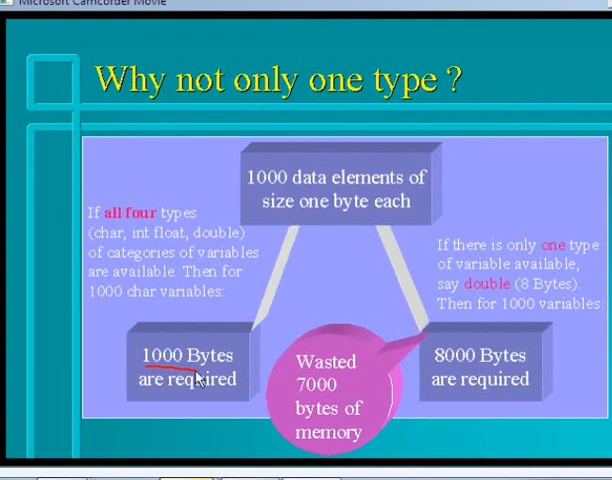 Microsoft Camcorder Movie
Why not only one type ?
1000 data elements of
size one byte each
If all four types
(char, int float, double)
of categories of variables
are available. Then for
1000 char variables:
If there is only one type
of variable available,
say double (8 Bytes).
Then for 1000 variables:
1000 Bytes
are required
Wasted
7000
bytes of
memory
8000 Bytes
are required